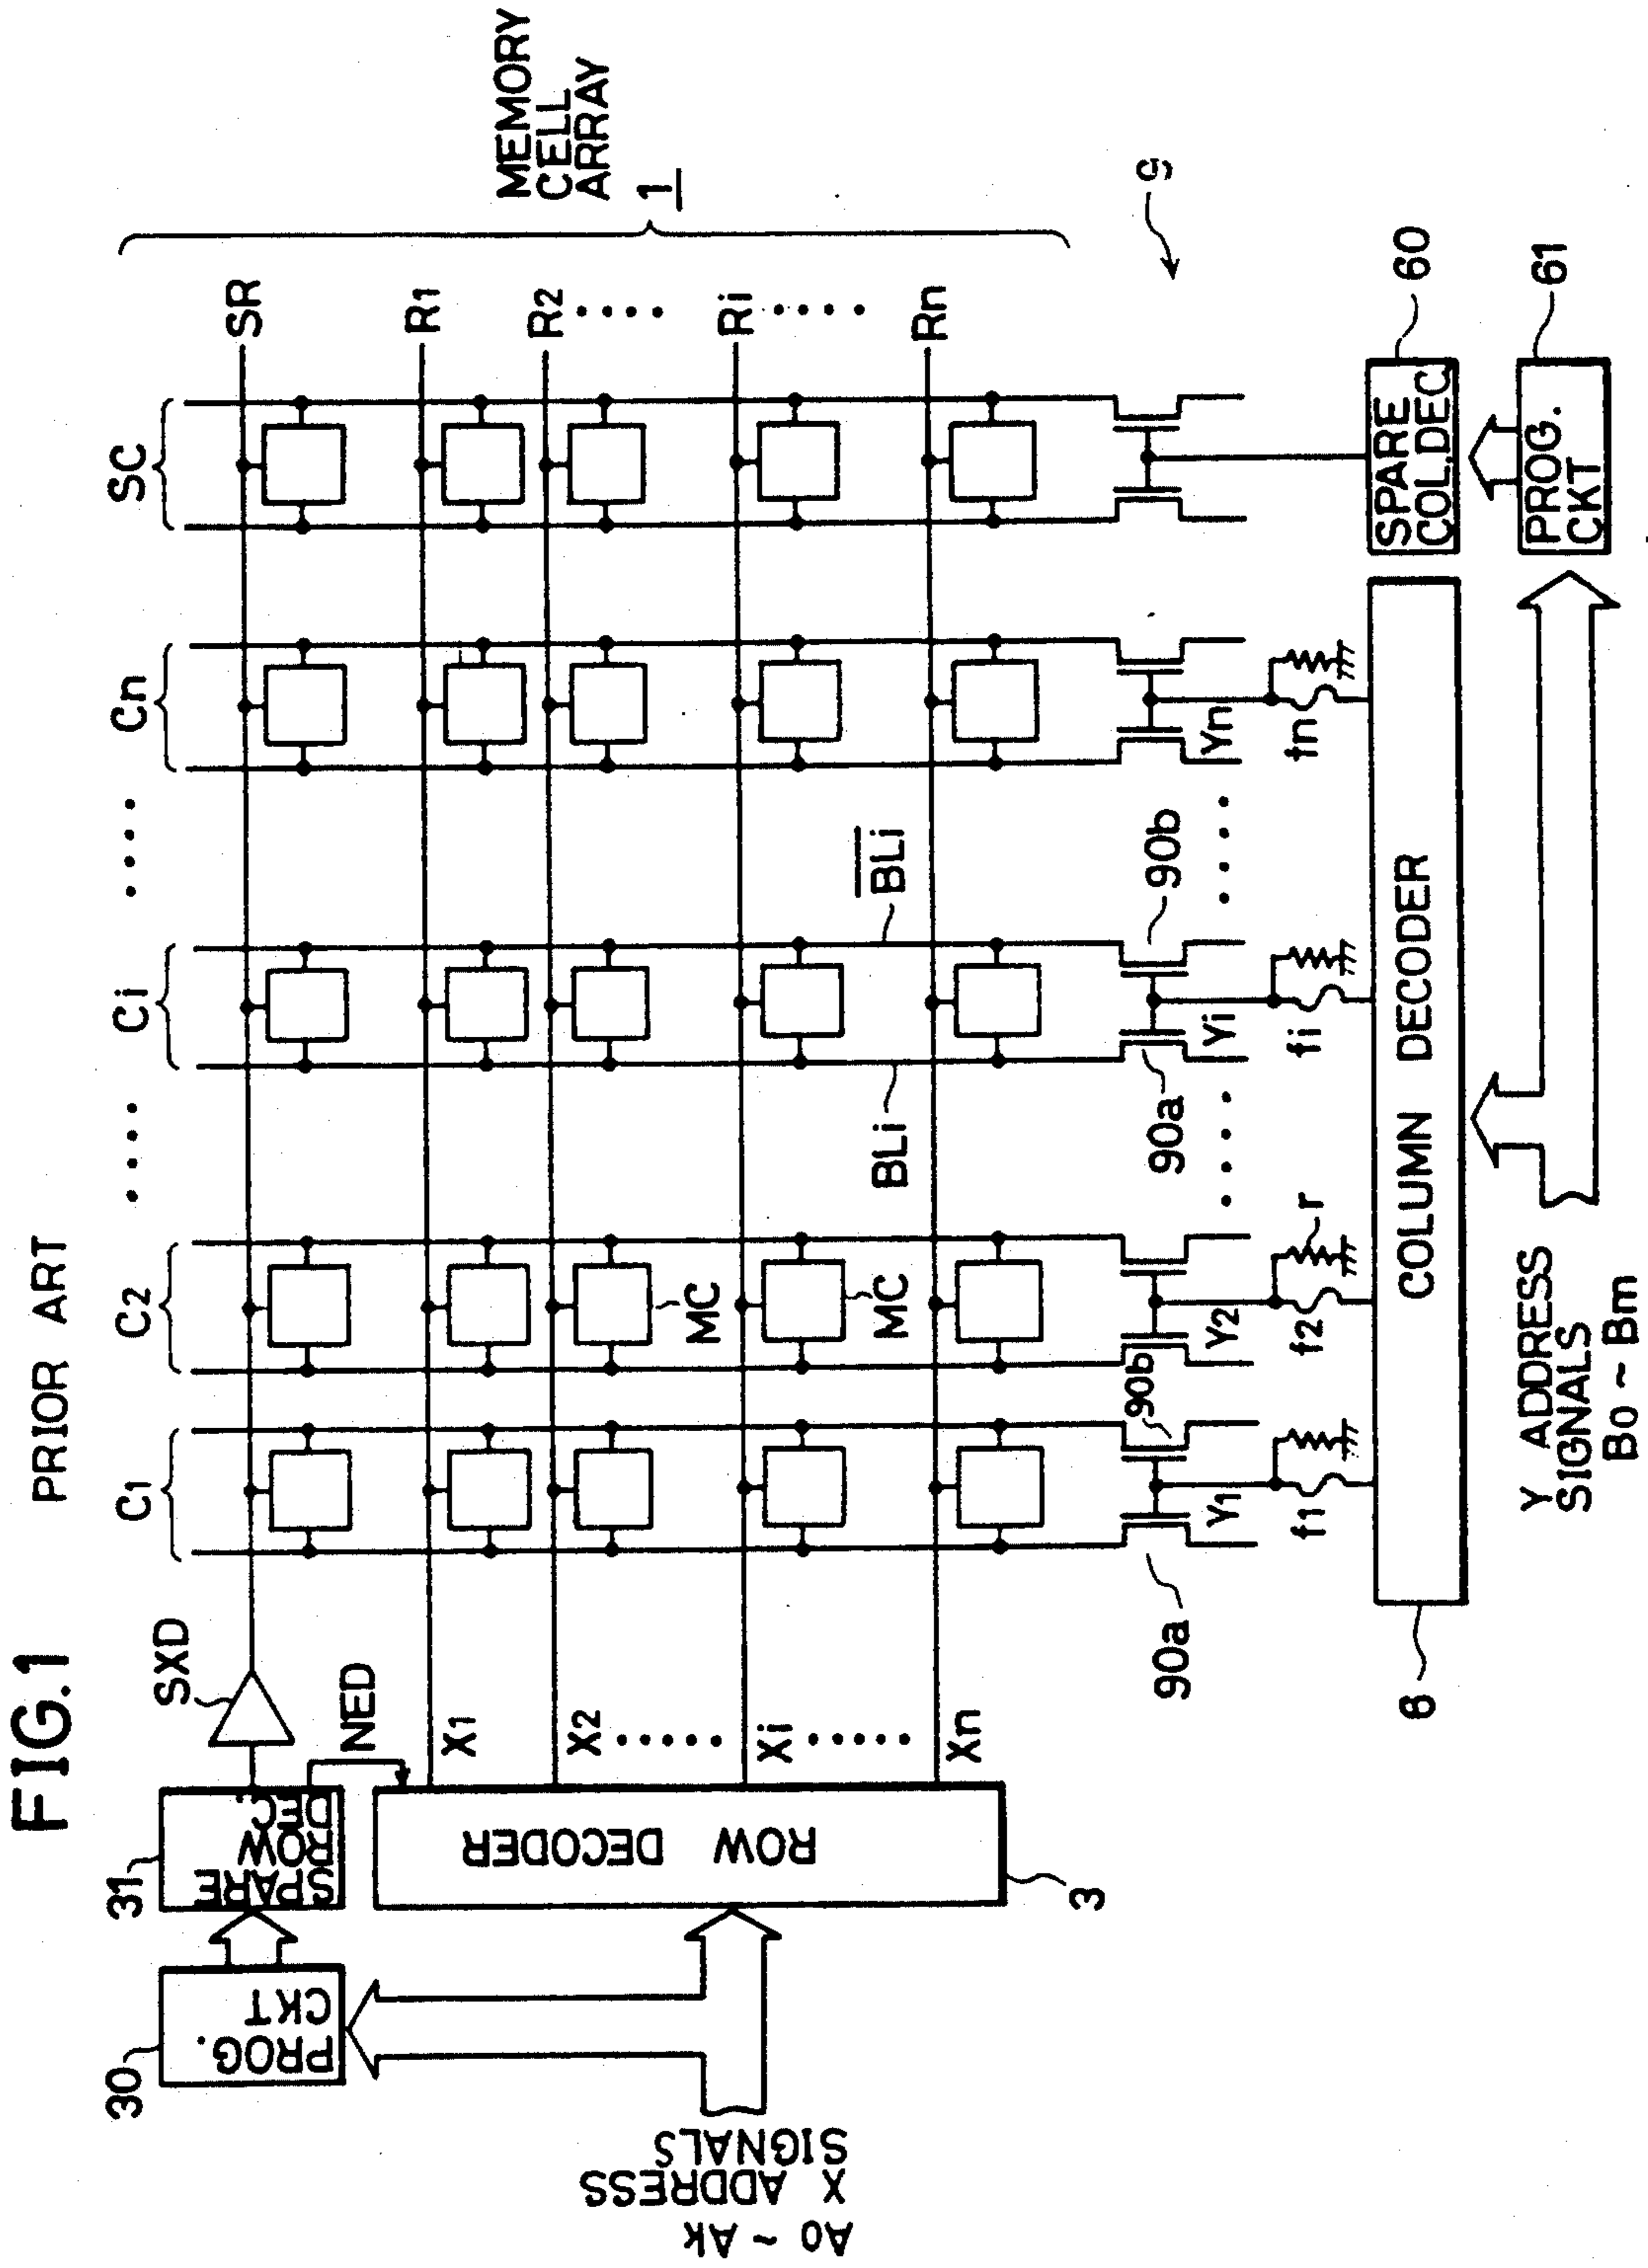 FIG.1
PRIOR ART
C1
C2
Ci
Cn
SC
.....
.....
30
31
PROG.
CKT
SPARE
ROW
DEC.
SXD
NED
SR
R1
R2
Ri
Rn
MEMORY
CELL
ARRAY
1
X1
X2
Xi
Xn
ROW DECODER
3
A0 ~ Ak
X ADDRESS
SIGNALS
MC
MC
BLi
BLi
90a
90b
90a
90b
9
Y1
Y2
Yi
Yn
f1
f2
fi
fn
r
COLUMN DECODER
6
SPARE
COL.DEC.
60
PROG.
CKT
61
Y ADDRESS
SIGNALS
B0 ~ Bm